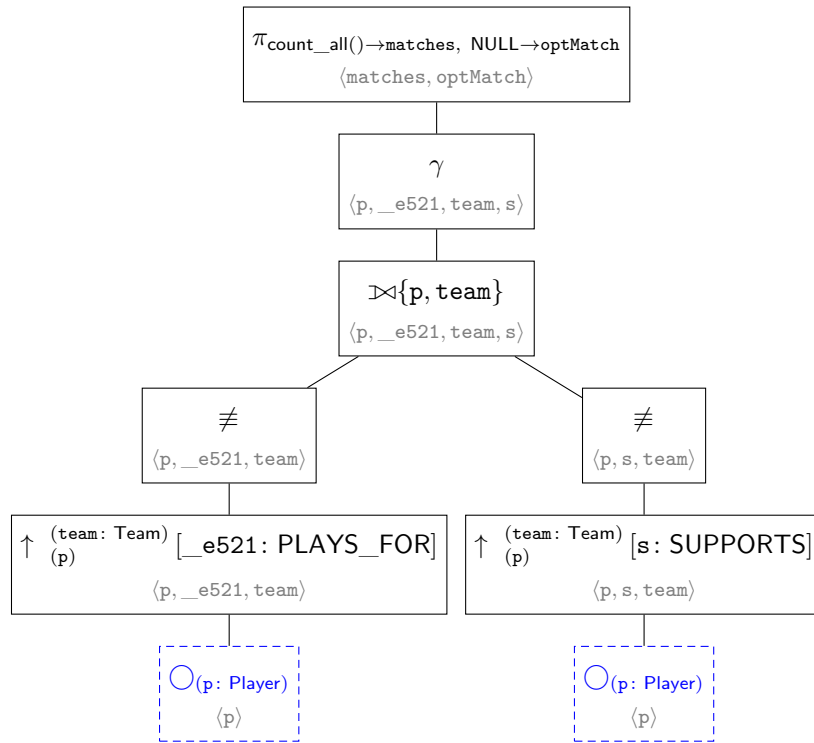 π count_all()→matches, NULL→optMatch
⟨matches, optMatch⟩
γ
⟨p, __e521, team, s⟩
⟕{p, team}
⟨p, __e521, team, s⟩
≢
⟨p, __e521, team⟩
≢
⟨p, s, team⟩
↑ (team: Team) (p) [__e521: PLAYS_FOR]
⟨p, __e521, team⟩
↑ (team: Team) (p) [s: SUPPORTS]
⟨p, s, team⟩
○(p: Player)
⟨p⟩
○(p: Player)
⟨p⟩